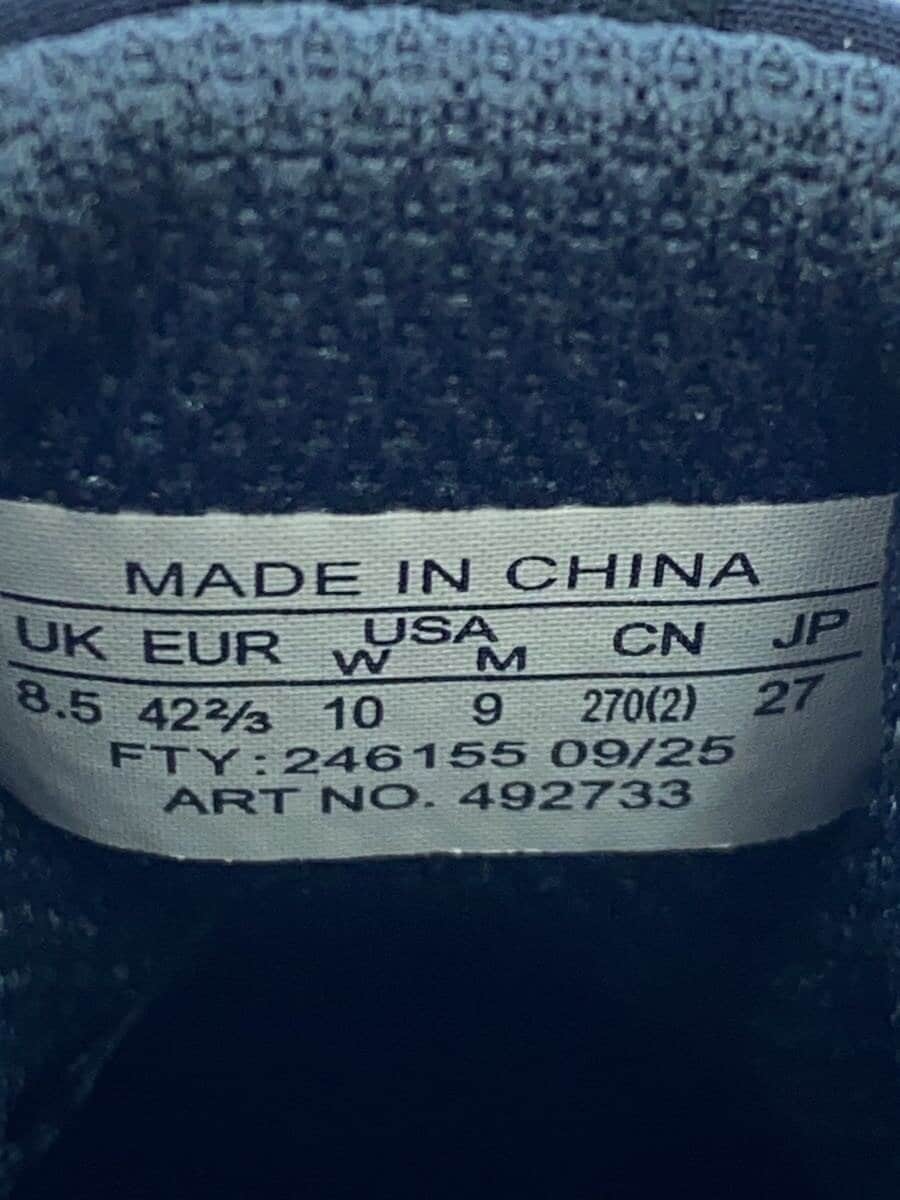 MADE IN CHINA
UK EUR USA CN JP
W M
8.5 42⅔ 10 9 270(2) 27
FTY: 246155 09/25
ART NO. 492733